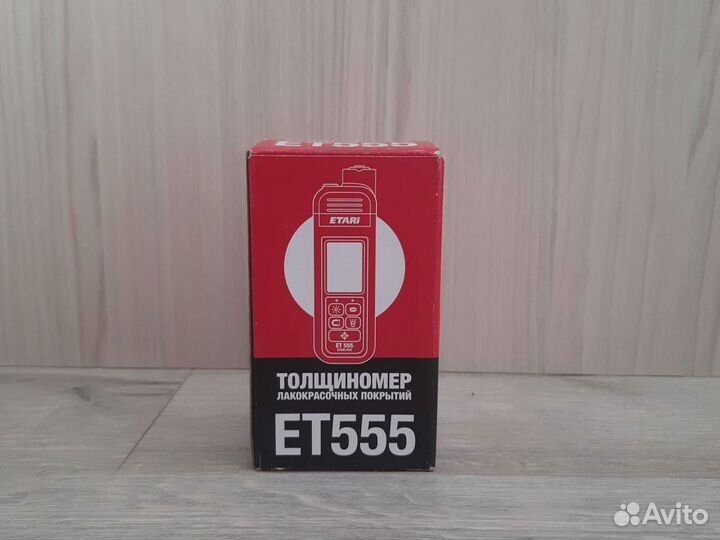 ET555
ETARI
ET 555
ТОЛЩИНОМЕР
ЛАКОКРАСОЧНЫХ ПОКРЫТИЙ
ET555
Avito